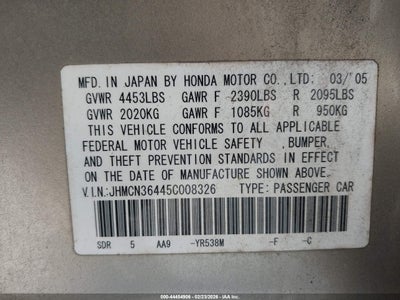 MFD. IN JAPAN BY HONDA MOTOR CO., LTD: 03/'05
GVWR 4453LBS GAWR F 2390LBS R 2095LBS
GVWR 2020KG GAWR F 1085KG R 950KG
THIS VEHICLE CONFORMS TO ALL APPLICABLE
FEDERAL MOTOR VEHICLE SAFETY, BUMPER,
AND THEFT PREVENTION STANDARDS IN EFFECT
ON THE DATE OF MANUFACTURE SHOWN ABOVE.
V.I.N:JHMCN36445C008326 TYPE: PASSENGER CAR
SDR 5 AA9 -YR538M -F -C
000-44454906 - 02/23/2026 - IAA Inc.